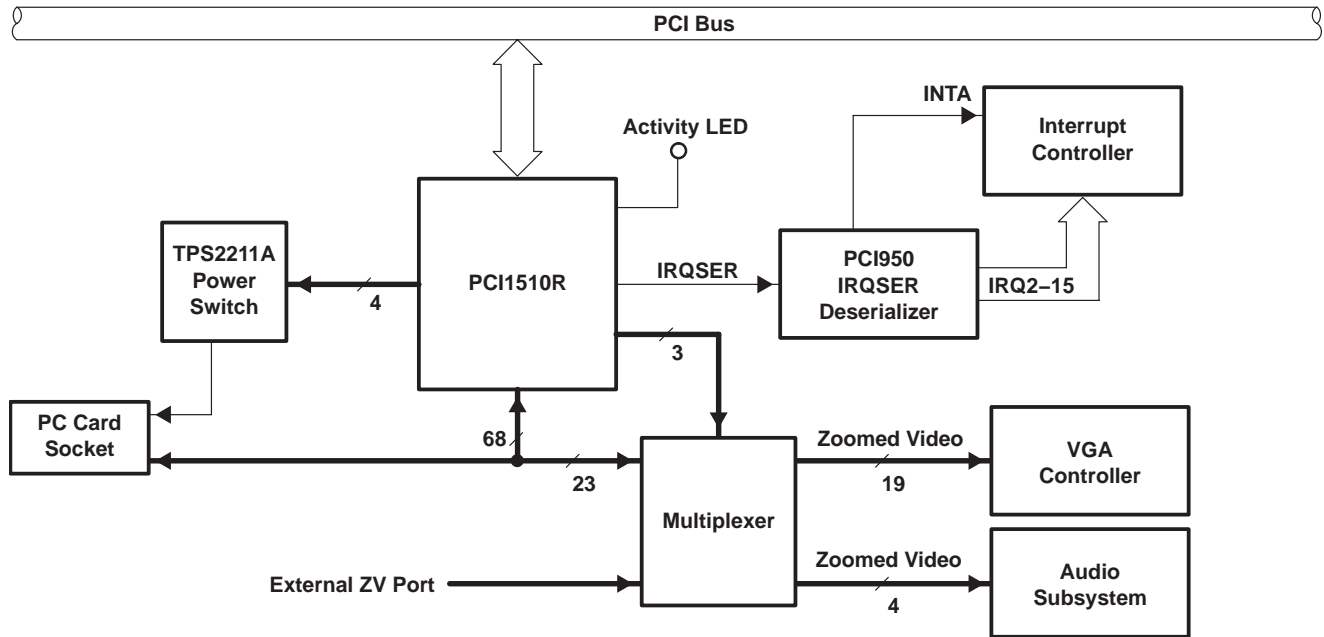 PCI Bus
INTA
Activity LED
Interrupt
Controller
TPS2211A
Power
Switch
4
PCI1510R
IRQSER
PCI950
IRQSER
Deserializer
IRQ2–15
3
PC Card
Socket
68
23
Multiplexer
Zoomed Video
19
VGA
Controller
External ZV Port
Zoomed Video
4
Audio
Subsystem